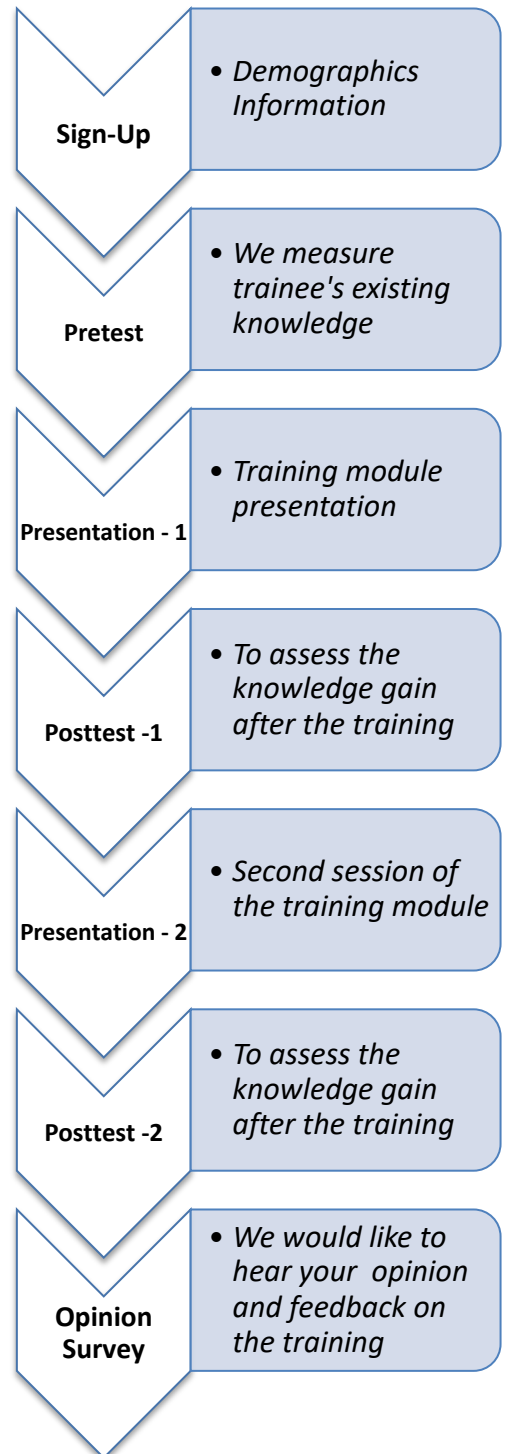 Sign-Up
• Demographics
Information
Pretest
• We measure
trainee's existing
knowledge
Presentation - 1
• Training module
presentation
Posttest -1
• To assess the
knowledge gain
after the training
Presentation - 2
• Second session of
the training module
Posttest -2
• To assess the
knowledge gain
after the training
Opinion
Survey
• We would like to
hear your  opinion
and feedback on
the training